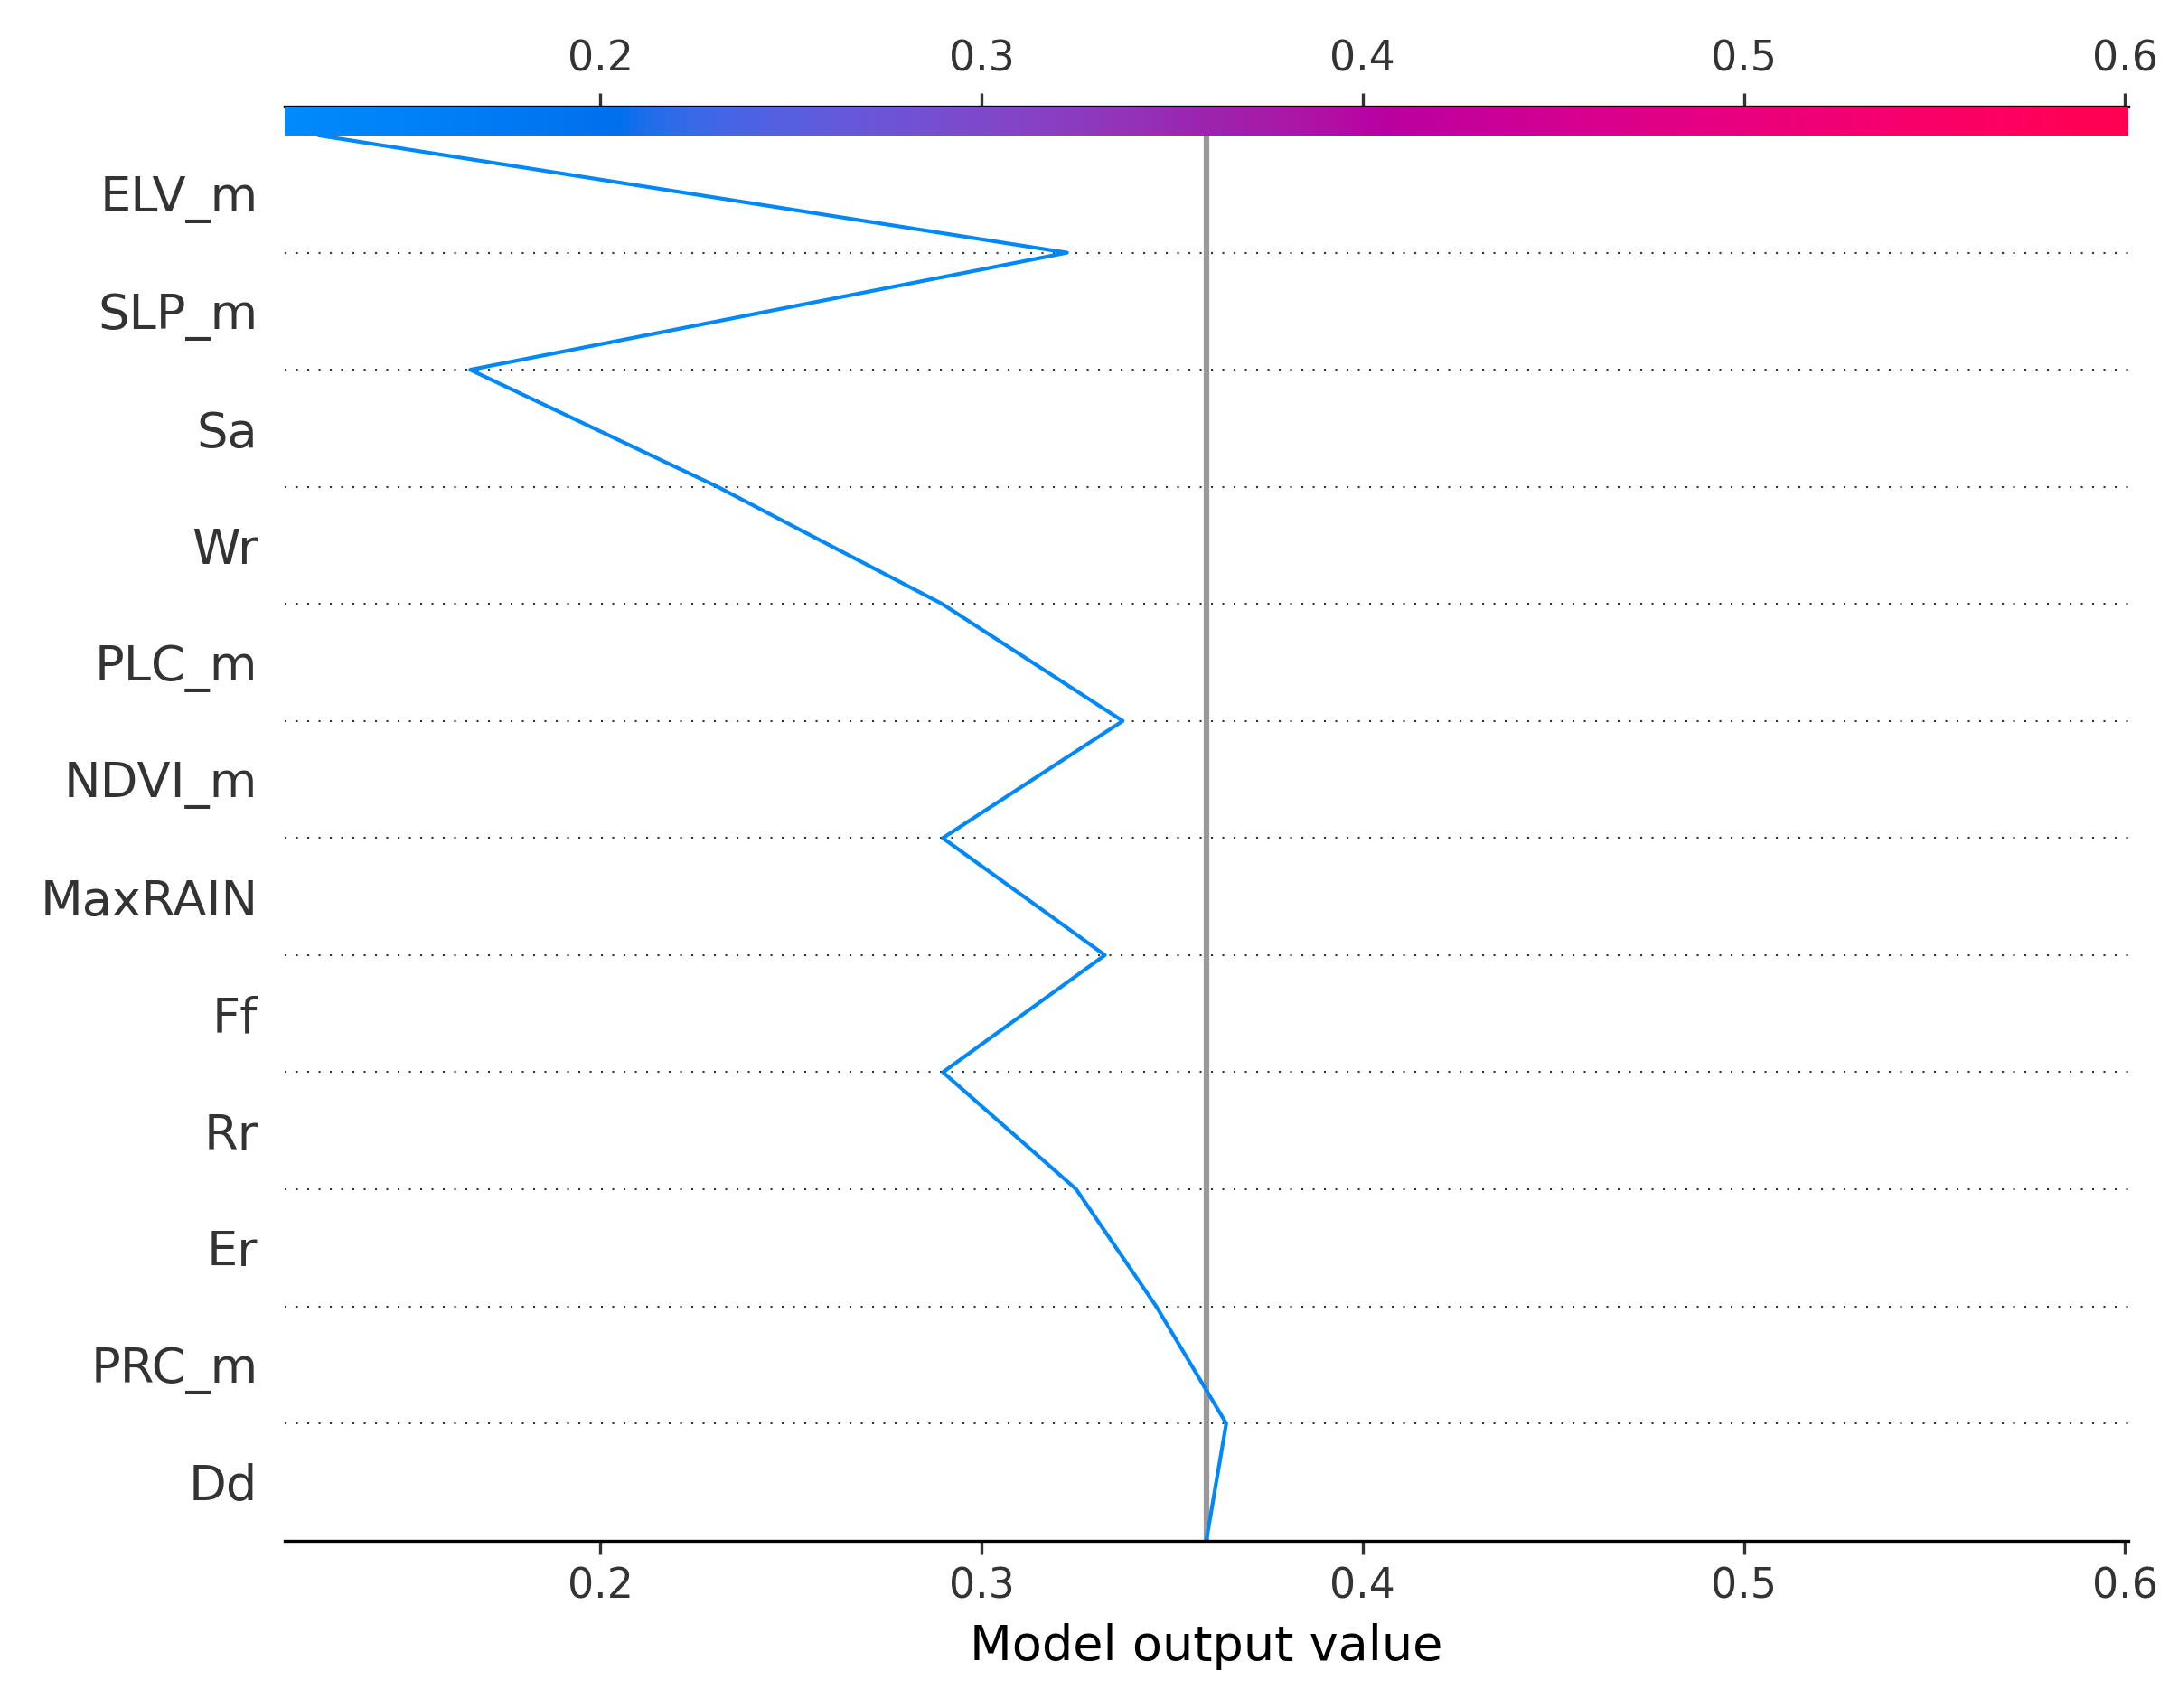 0.2 0.3 0.4 0.5 0.6
ELV_m
SLP_m
Sa
Wr
PLC_m
NDVI_m
MaxRAIN
Ff
Rr
Er
PRC_m
Dd
0.2 0.3 0.4 0.5 0.6
Model output value